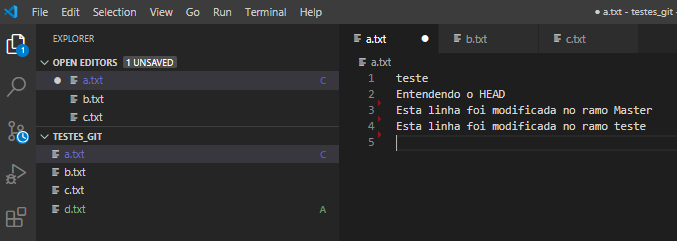 File Edit Selection View Go Run Terminal Help
● a.txt - testes_git -
EXPLORER
OPEN EDITORS 1 UNSAVED
a.txt C
b.txt
c.txt
TESTES_GIT
a.txt C
b.txt
c.txt
d.txt A
1
a.txt ● b.txt c.txt
a.txt
1 teste
2 Entendendo o HEAD
3 Esta linha foi modificada no ramo Master
4 Esta linha foi modificada no ramo teste
5